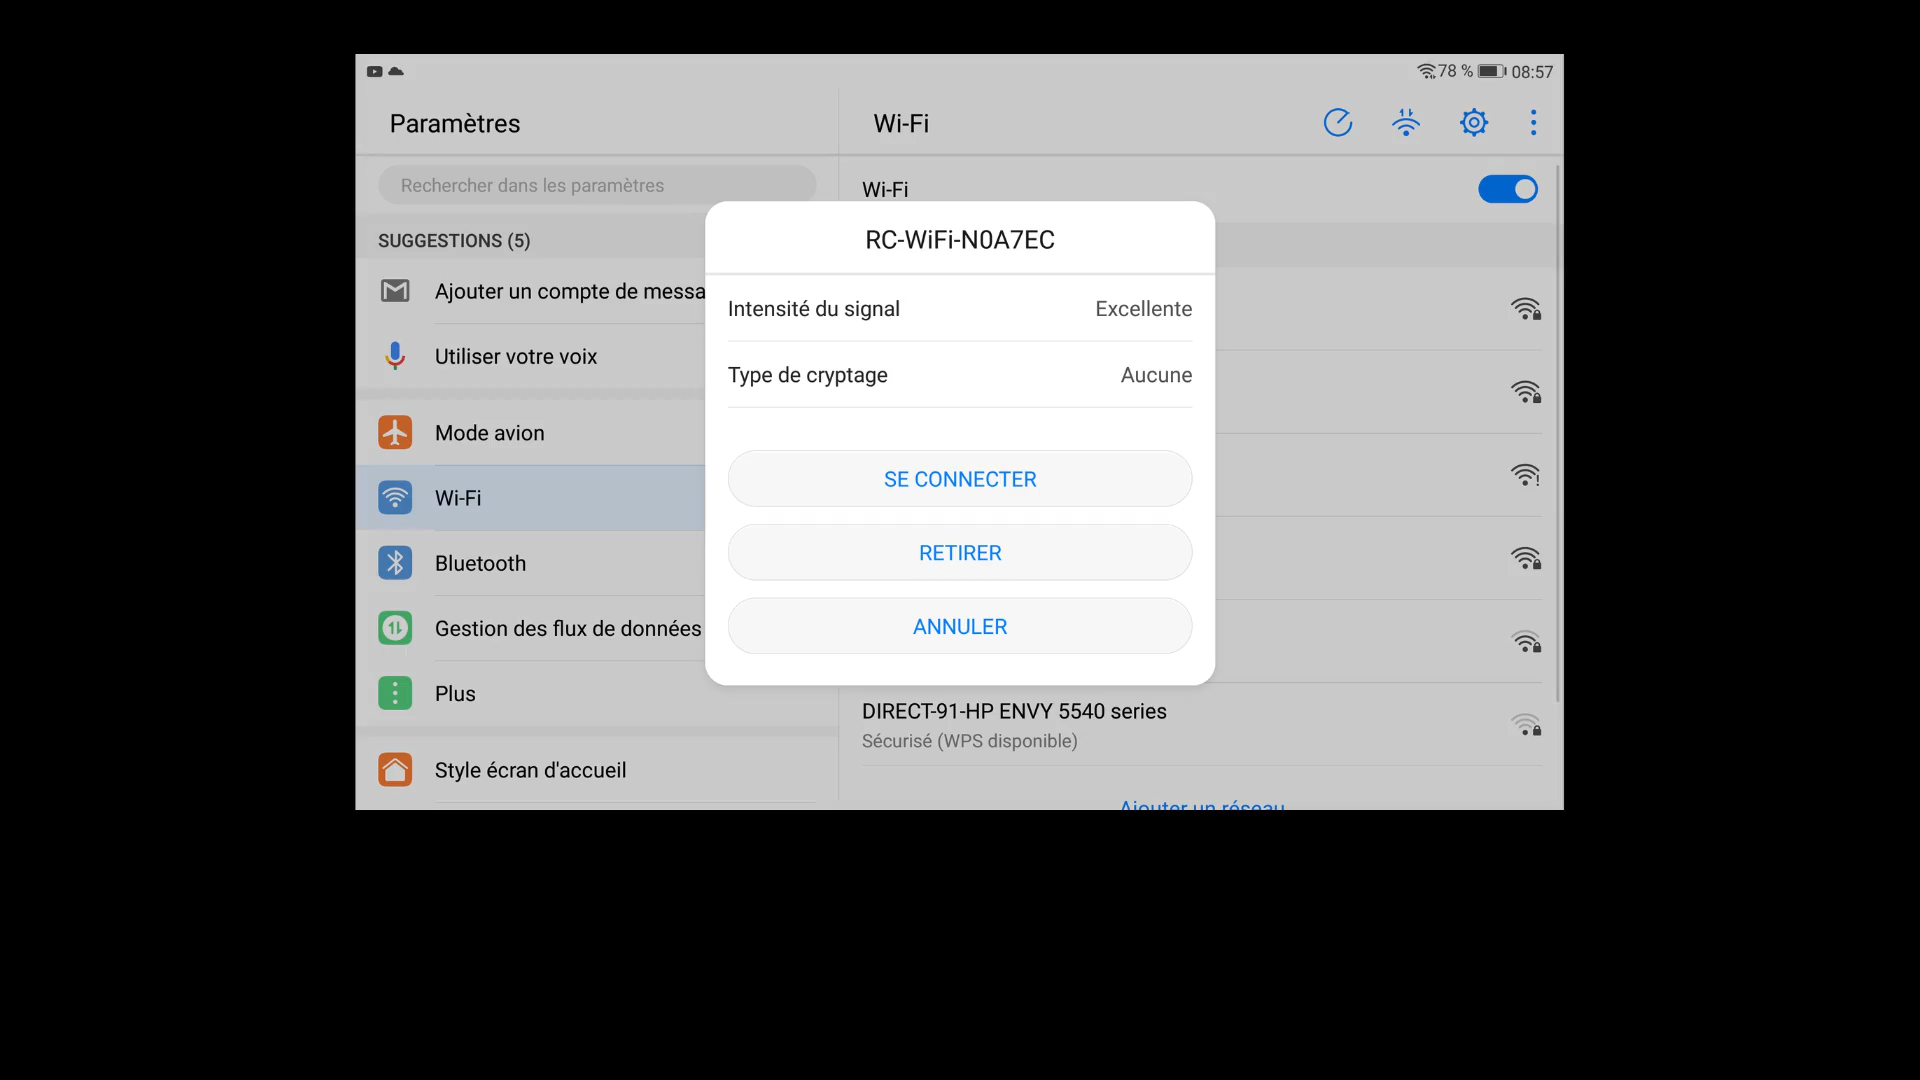 78 % 08:57
Paramètres
Wi-Fi
Rechercher dans les paramètres
Wi-Fi
SUGGESTIONS (5)
RC-WiFi-N0A7EC
Ajouter un compte de messa
Intensité du signal Excellente
Utiliser votre voix
Type de cryptage Aucune
Mode avion
SE CONNECTER
Wi-Fi
RETIRER
Bluetooth
Gestion des flux de données
ANNULER
Plus
DIRECT-91-HP ENVY 5540 series
Sécurisé (WPS disponible)
Style écran d'accueil
Ajouter un réseau